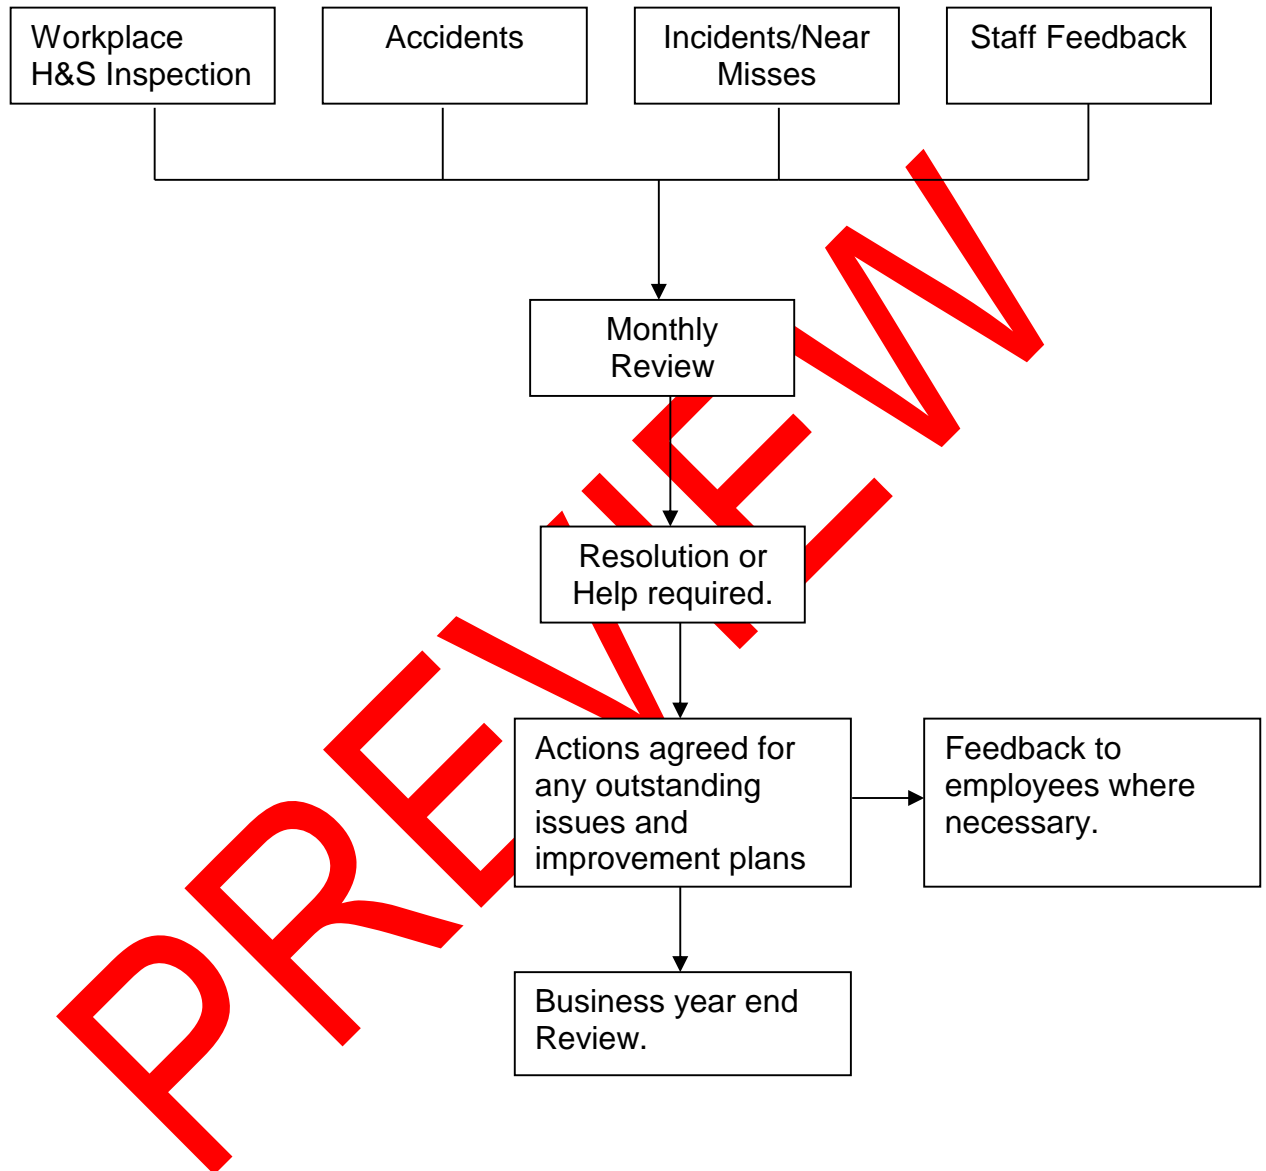 Workplace
H&S Inspection
Accidents
Incidents/Near
Misses
Staff Feedback
Monthly
Review
Resolution or
Help required.
Actions agreed for
any outstanding
issues and
improvement plans
Feedback to
employees where
necessary.
Business year end
Review.
PREVIEW